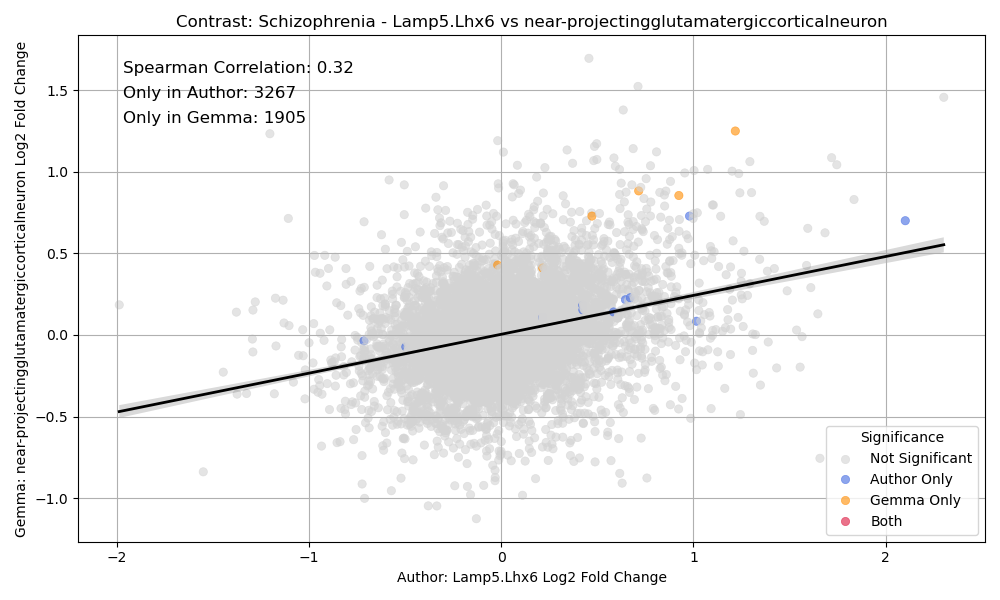 Contrast: Schizophrenia - Lamp5.Lhx6 vs near-projectingglutamatergiccorticalneuron
Gemma: near-projectingglutamatergiccorticalneuron Log2 Fold Change
1.5
1.0
0.5
0.0
−0.5
−1.0
Spearman Correlation: 0.32
Only in Author: 3267
Only in Gemma: 1905
Significance
Not Significant
Author Only
Gemma Only
Both
−2
−1
0
1
2
Author: Lamp5.Lhx6 Log2 Fold Change